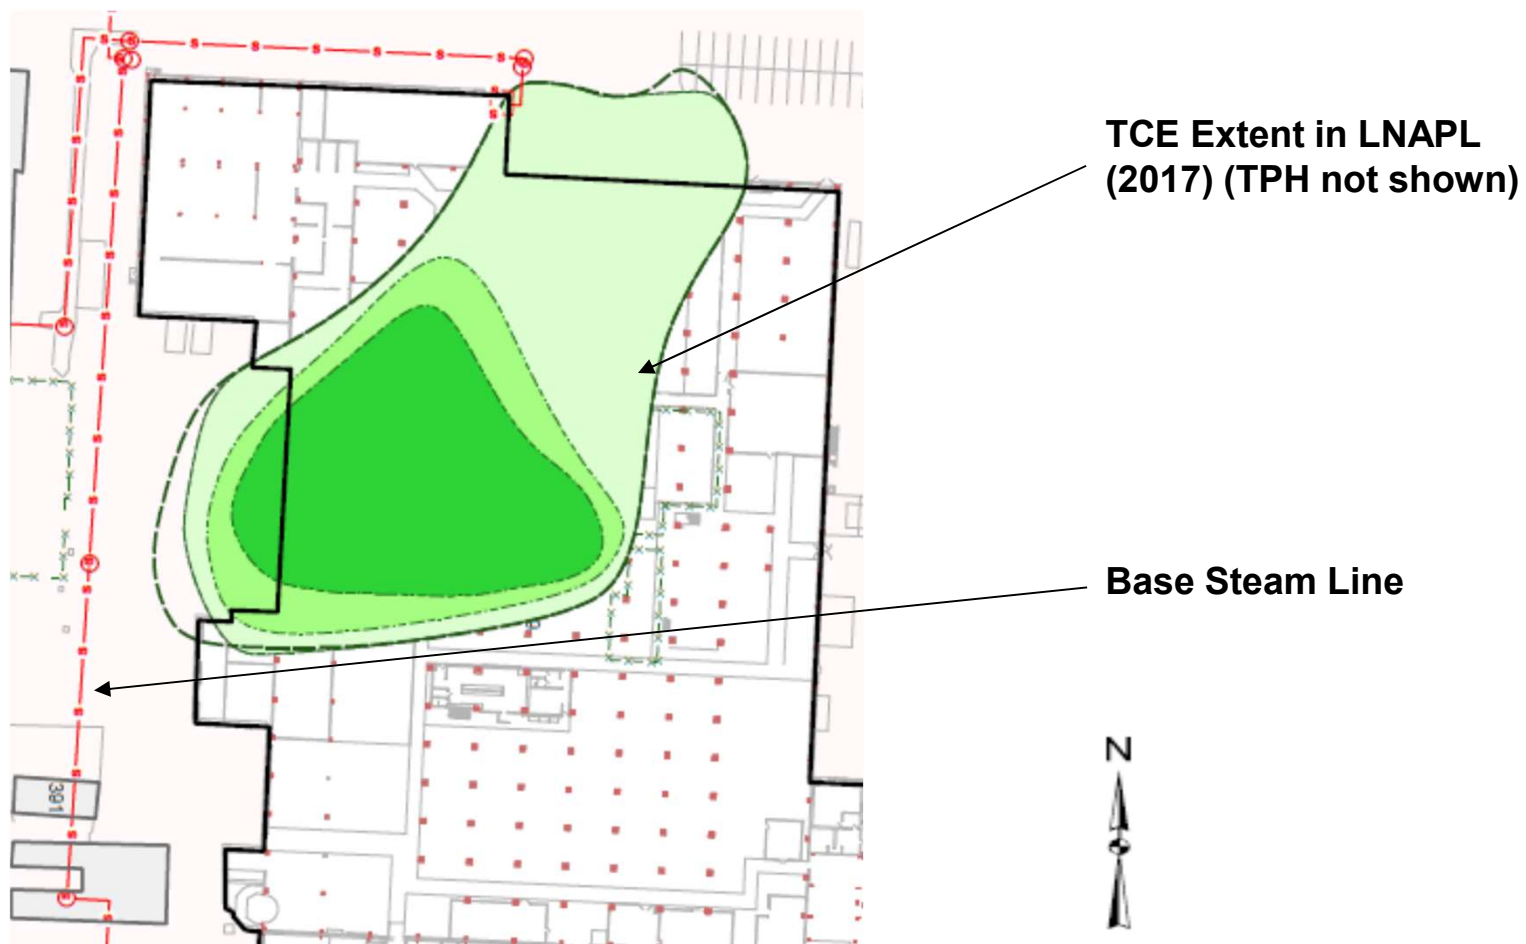 TCE Extent in LNAPL
(2017) (TPH not shown)
Base Steam Line
N
391